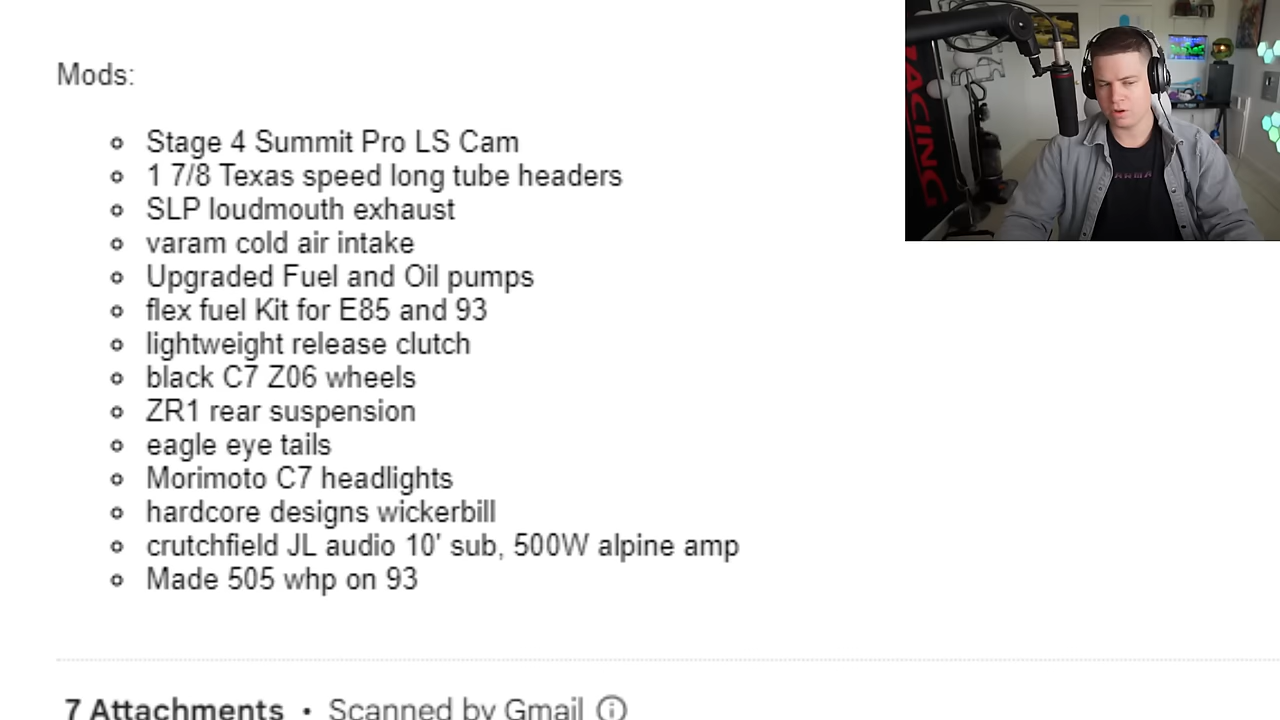 Mods:
Stage 4 Summit Pro LS Cam
1 7/8 Texas speed long tube headers
SLP loudmouth exhaust
varam cold air intake
Upgraded Fuel and Oil pumps
flex fuel Kit for E85 and 93
lightweight release clutch
black C7 Z06 wheels
ZR1 rear suspension
eagle eye tails
Morimoto C7 headlights
hardcore designs wickerbill
crutchfield JL audio 10' sub, 500W alpine amp
Made 505 whp on 93
7 Attachments • Scanned by Gmail
ACING